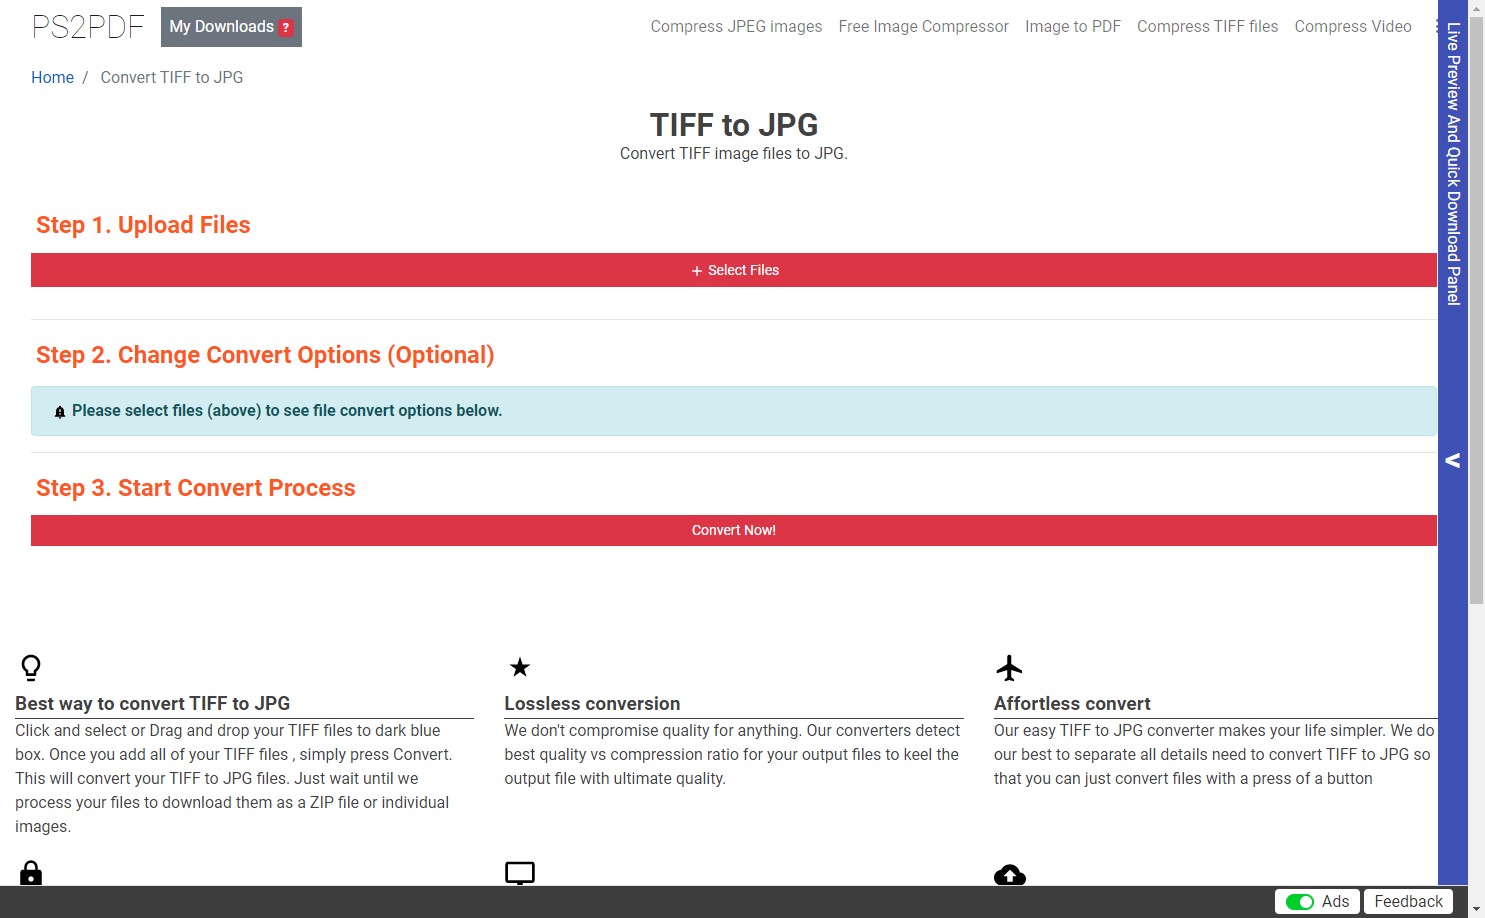 PS2PDF
My Downloads ?
Compress JPEG images Free Image Compressor Image to PDF Compress TIFF files Compress Video
Live Preview And Quick Download Panel
<
Home / Convert TIFF to JPG
TIFF to JPG
Convert TIFF image files to JPG.
Step 1. Upload Files
+ Select Files
Step 2. Change Convert Options (Optional)
Please select files (above) to see file convert options below.
Step 3. Start Convert Process
Convert Now!
Best way to convert TIFF to JPG
Click and select or Drag and drop your TIFF files to dark blue
box. Once you add all of your TIFF files , simply press Convert.
This will convert your TIFF to JPG files. Just wait until we
process your files to download them as a ZIP file or individual
images.
Lossless conversion
We don't compromise quality for anything. Our converters detect
best quality vs compression ratio for your output files to keel the
output file with ultimate quality.
Affortless convert
Our easy TIFF to JPG converter makes your life simpler. We do
our best to separate all details need to convert TIFF to JPG so
that you can just convert files with a press of a button
Ads
Feedback